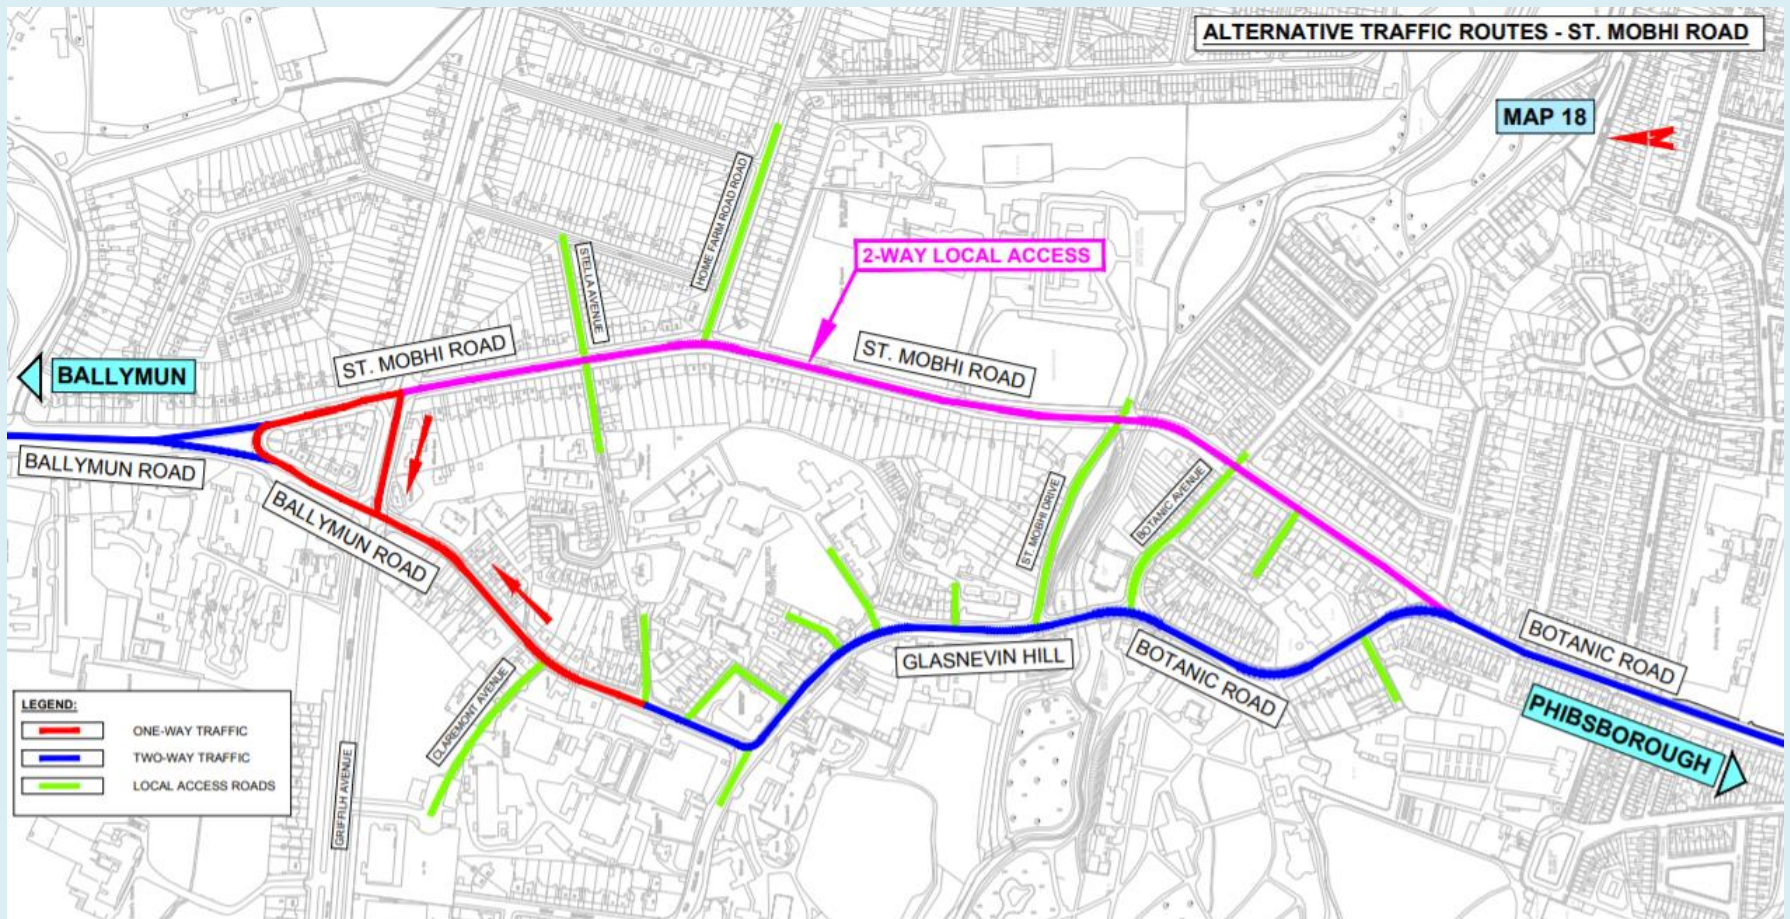 ALTERNATIVE TRAFFIC ROUTES - ST. MOBHI ROAD
MAP 18
HOME FARM ROAD ROAD
STELLA AVENUE
2-WAY LOCAL ACCESS
ST. MOBHI ROAD
ST. MOBHI ROAD
BALLYMUN
BALLYMUN ROAD
BALLYMUN ROAD
ST. MOBHI DRIVE
BOTANIC AVENUE
GLASNEVIN HILL
BOTANIC ROAD
BOTANIC ROAD
PHIBSBOROUGH
CLAREMONT AVENUE
GRIFFITH AVENUE
LEGEND:
ONE-WAY TRAFFIC
TWO-WAY TRAFFIC
LOCAL ACCESS ROADS